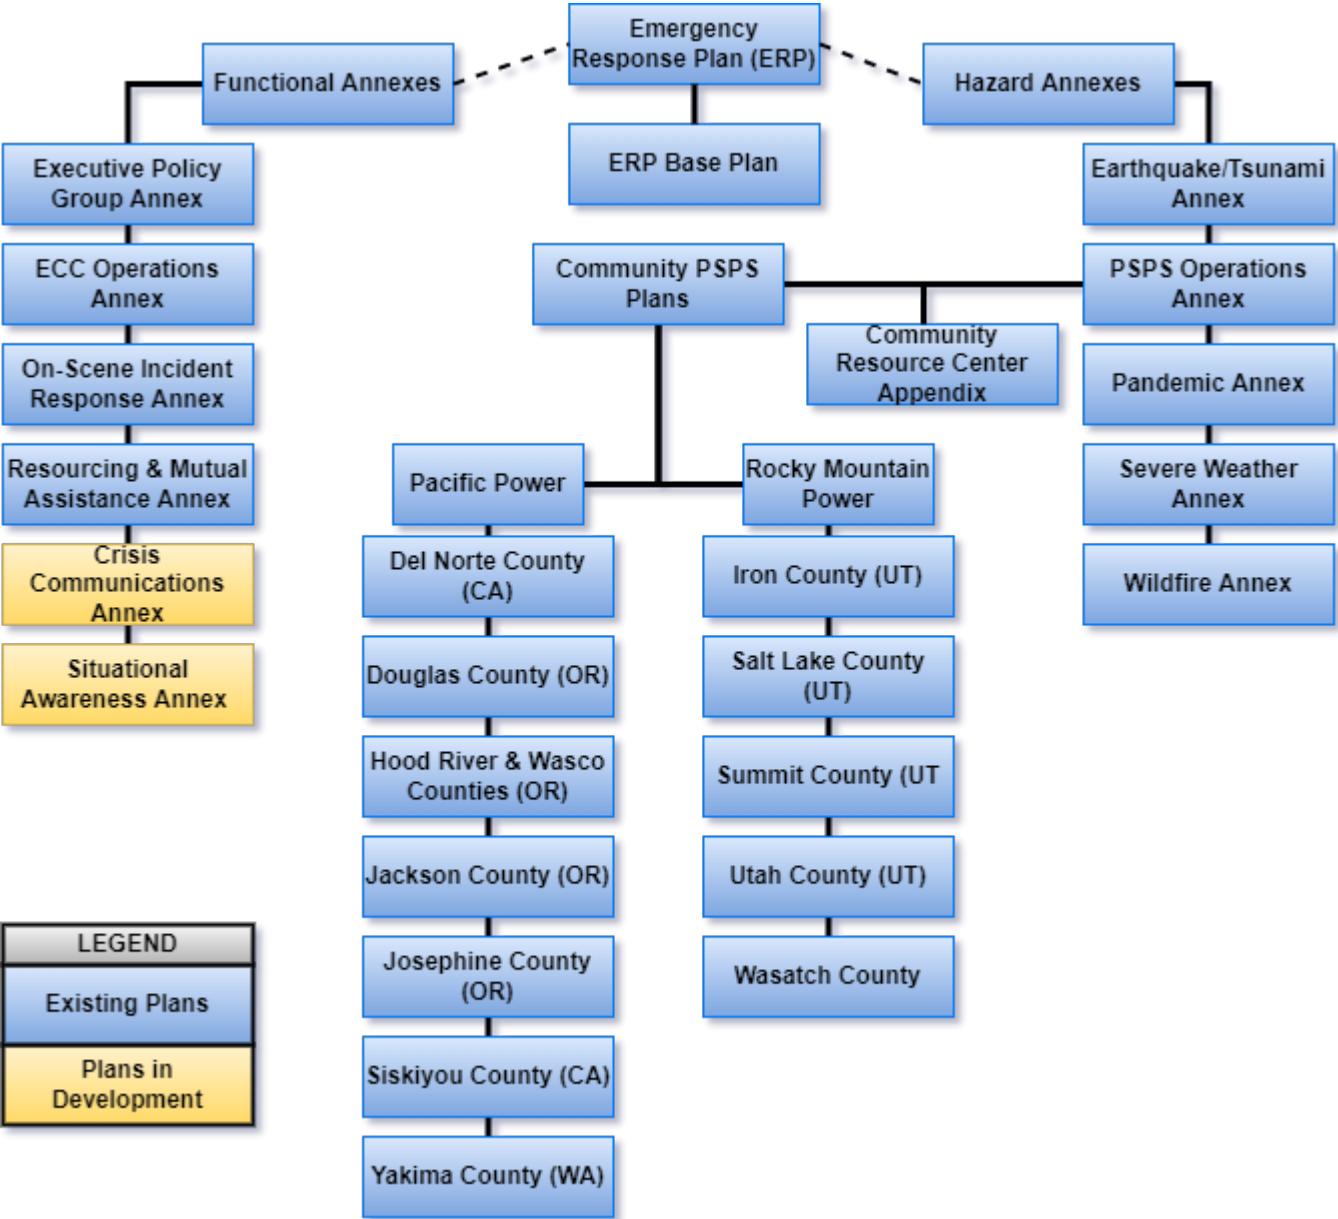 Emergency
Response Plan (ERP)
Functional Annexes
Hazard Annexes
ERP Base Plan
Executive Policy
Group Annex
ECC Operations
Annex
On-Scene Incident
Response Annex
Resourcing & Mutual
Assistance Annex
Crisis
Communications
Annex
Situational
Awareness Annex
Earthquake/Tsunami
Annex
PSPS Operations
Annex
Pandemic Annex
Severe Weather
Annex
Wildfire Annex
Community PSPS
Plans
Community
Resource Center
Appendix
Pacific Power
Del Norte County
(CA)
Douglas County (OR)
Hood River & Wasco
Counties (OR)
Jackson County (OR)
Josephine County
(OR)
Siskiyou County (CA)
Yakima County (WA)
Rocky Mountain
Power
Iron County (UT)
Salt Lake County
(UT)
Summit County (UT
Utah County (UT)
Wasatch County
LEGEND
Existing Plans
Plans in
Development